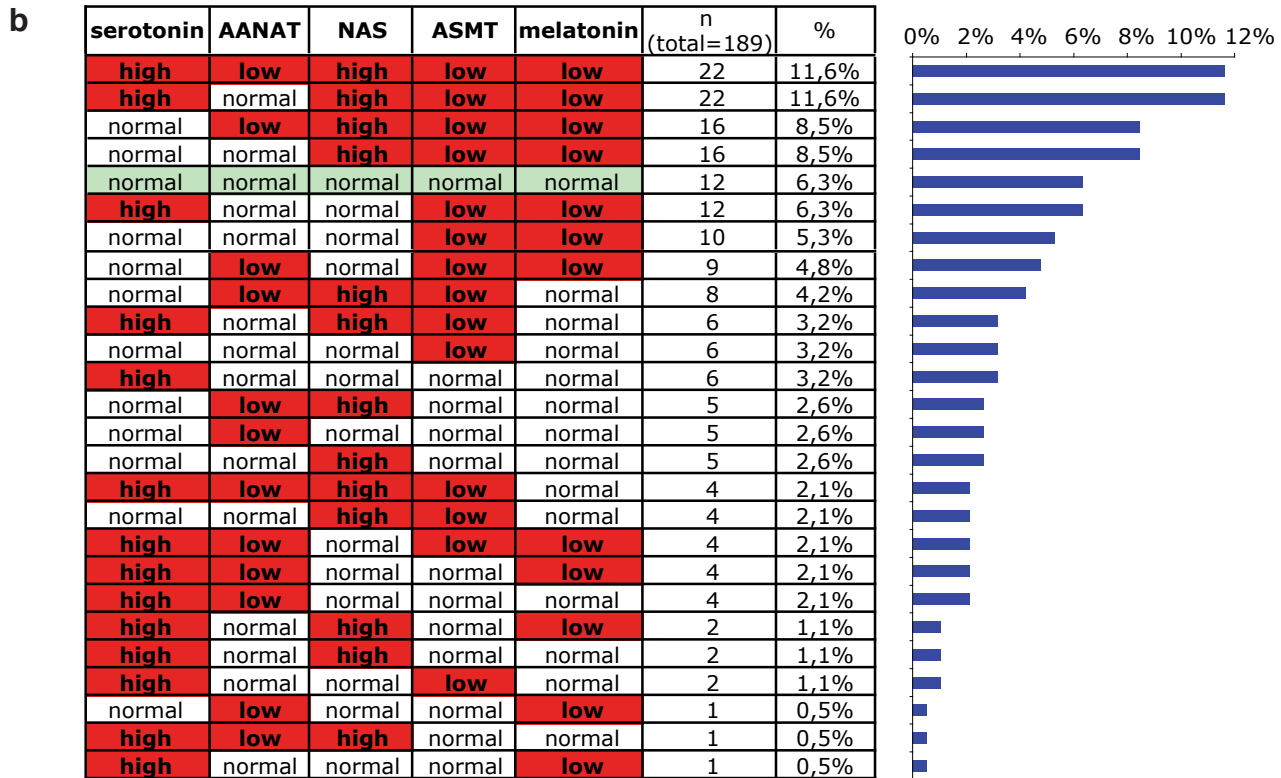 b
serotonin AANAT NAS ASMT melatonin n (total=189) %
0% 2% 4% 6% 8% 10% 12%
high low high low low 22 11,6%
high normal high low low 22 11,6%
normal low high low low 16 8,5%
normal normal high low low 16 8,5%
normal normal normal normal normal 12 6,3%
high normal normal low low 12 6,3%
normal normal normal low low 10 5,3%
normal low normal low low 9 4,8%
normal low high low normal 8 4,2%
high normal high low normal 6 3,2%
normal normal normal low normal 6 3,2%
high normal normal normal normal 6 3,2%
normal low high normal normal 5 2,6%
normal low normal normal normal 5 2,6%
normal normal high normal normal 5 2,6%
high low high low normal 4 2,1%
normal normal high low normal 4 2,1%
high low normal low low 4 2,1%
high low normal normal low 4 2,1%
high low normal normal normal 4 2,1%
high normal high normal low 2 1,1%
high normal high normal normal 2 1,1%
high normal normal low normal 2 1,1%
normal low normal normal low 1 0,5%
high low high normal normal 1 0,5%
high normal normal normal low 1 0,5%